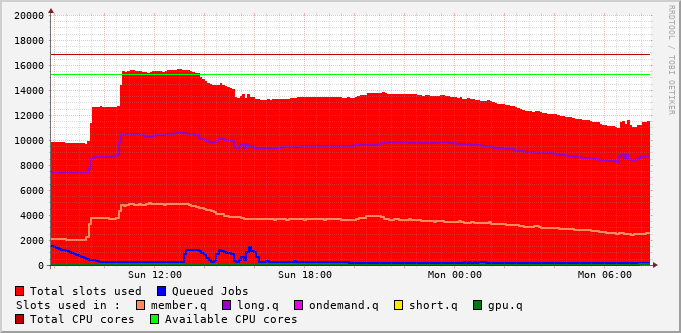 20000
18000
16000
14000
12000
10000
8000
6000
4000
2000
0
Sun 12:00 Sun 18:00 Mon 00:00 Mon 06:00
RRDTOOL / TOBI OETIKER
Total slots used Queued Jobs
Slots used in : member.q long.q ondemand.q short.q gpu.q
Total CPU cores Available CPU cores